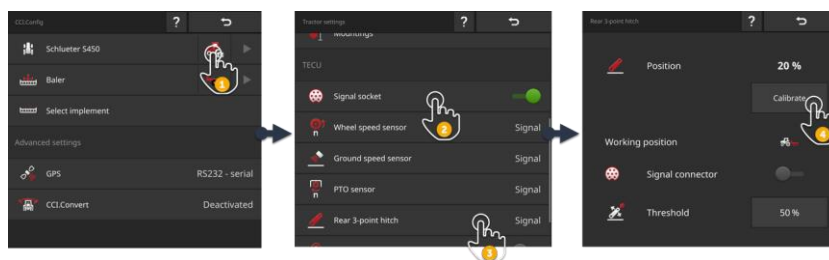 CCI.Config ?
Schlueter S450
1
Baler
Select implement
Advanced settings
GPS RS232 - serial
CCI.Convert Deactivated
Tractor settings ?
Mountings
TECU
Signal socket
2
Wheel speed sensor Signal
n
Ground speed sensor Signal
PTO sensor Signal
n
Rear 3-point hitch Signal
3
Rear 3-point hitch ?
Position 20 %
Calibrate
4
Working position
Signal connector
Threshold 50 %